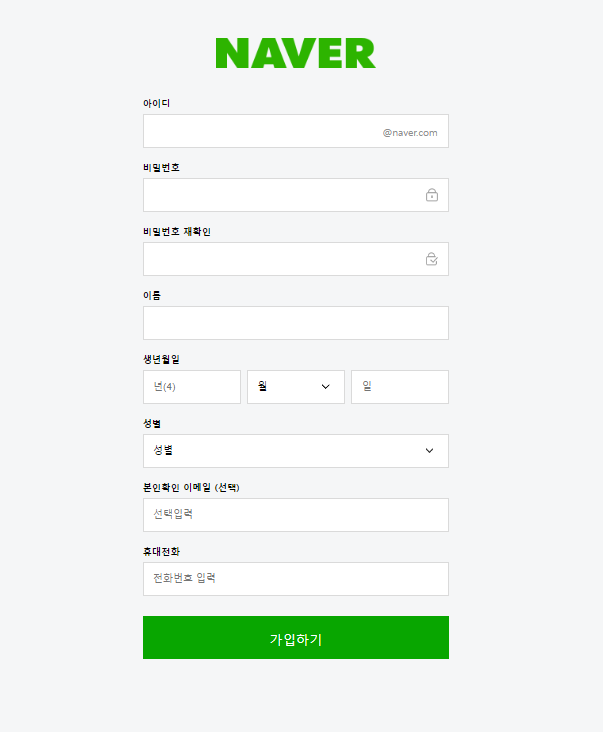 NAVER
아이디
@naver.com
비밀번호
비밀번호 재확인
이름
생년월일
년(4) 월 일
성별
성별
본인확인 이메일 (선택)
선택입력
휴대전화
전화번호 입력
가입하기